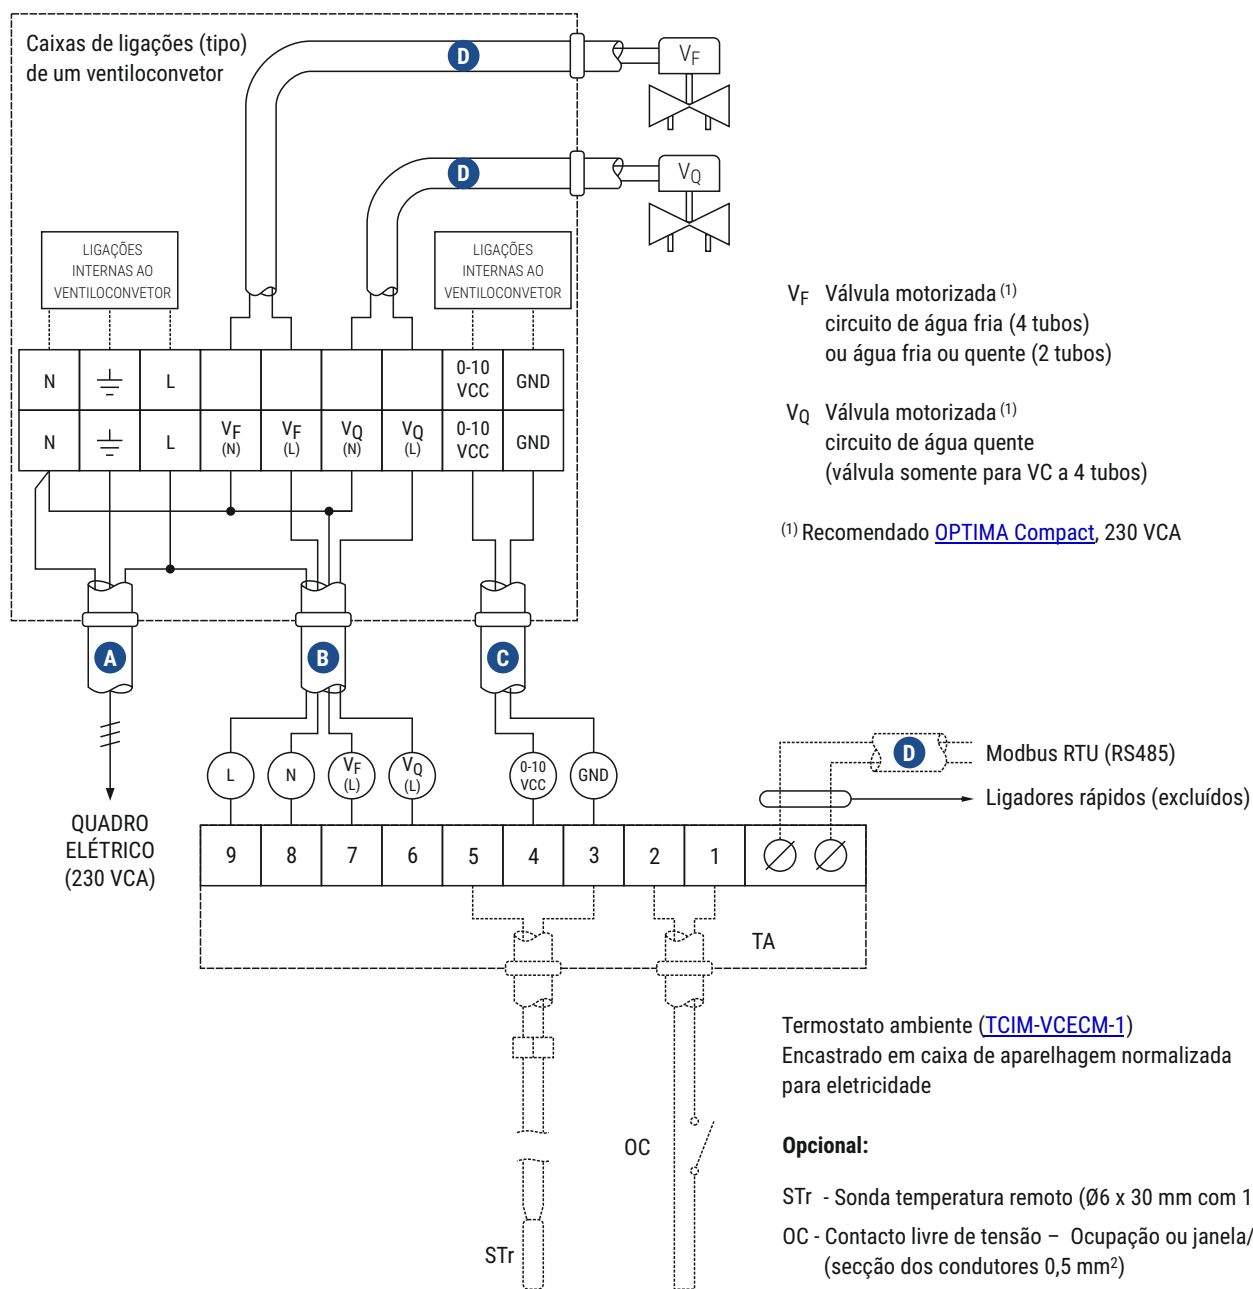 Caixas de ligações (tipo)
de um ventiloconvetor
D
VF
D
VQ
LIGAÇÕES
INTERNAS AO
VENTILOCONVETOR
LIGAÇÕES
INTERNAS AO
VENTILOCONVETOR
N
L
0-10
VCC
GND
N
L
VF
(N)
VF
(L)
VQ
(N)
VQ
(L)
0-10
VCC
GND
VF Válvula motorizada (1)
circuito de água fria (4 tubos)
ou água fria ou quente (2 tubos)
VQ Válvula motorizada (1)
circuito de água quente
(válvula somente para VC a 4 tubos)
(1) Recomendado OPTIMA Compact, 230 VCA
A
B
C
QUADRO
ELÉTRICO
(230 VCA)
L
N
VF
(L)
VQ
(L)
0-10
VCC
GND
D
Modbus RTU (RS485)
Ligadores rápidos (excluídos)
9 8 7 6 5 4 3 2 1
TA
Termostato ambiente (TCIM-VCECM-1)
Encastrado em caixa de aparelhagem normalizada
para eletricidade
Opcional:
STr - Sonda temperatura remoto (Ø6 x 30 mm com 1
OC - Contacto livre de tensão – Ocupação ou janela/
(secção dos condutores 0,5 mm²)
OC
STr